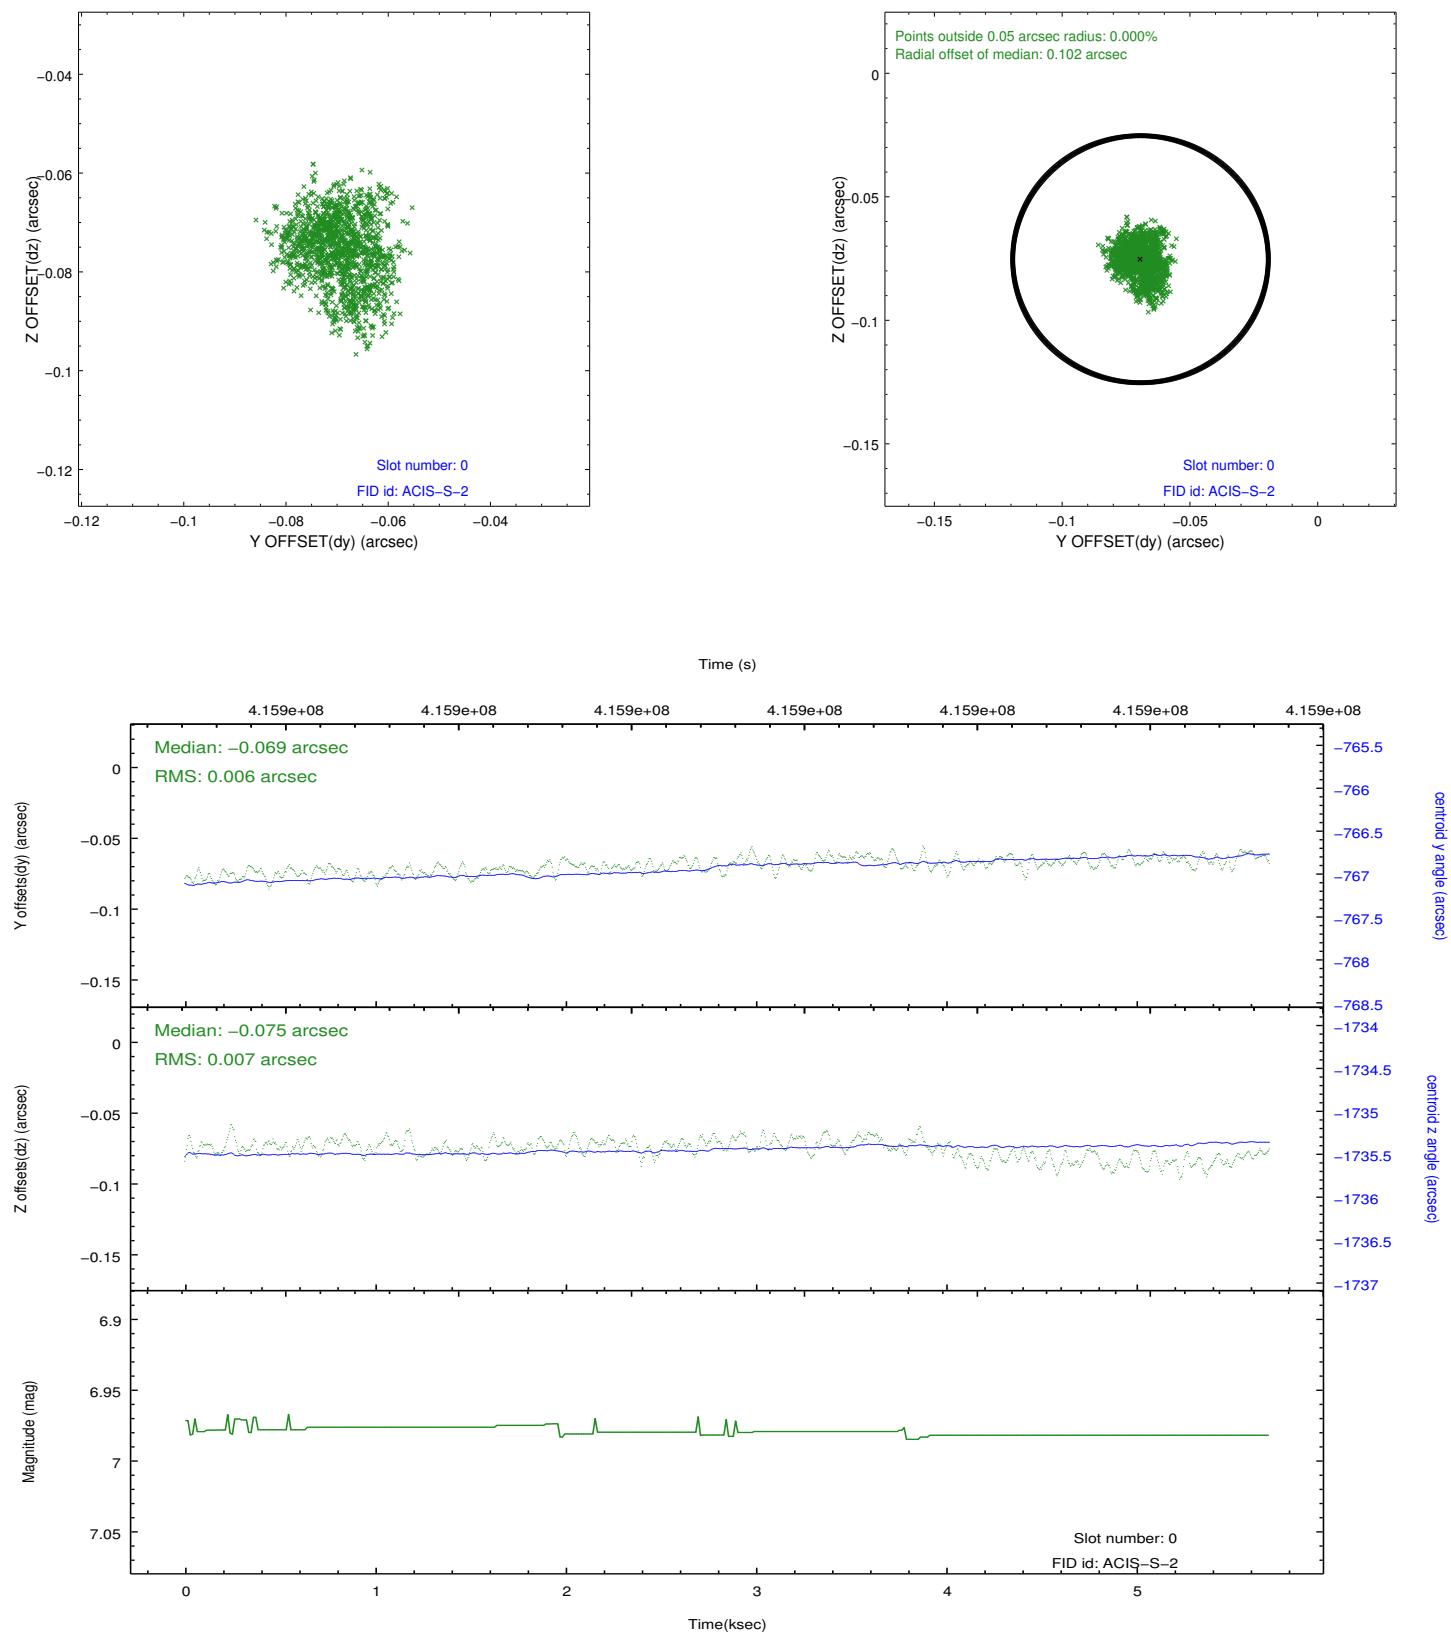 −0.04
−0.06
−0.08
−0.1
−0.12
Z OFFSET(dz) (arcsec)
Slot number: 0
FID id: ACIS−S−2
−0.12
−0.1
−0.08
−0.06
−0.04
Y OFFSET(dy) (arcsec)
Points outside 0.05 arcsec radius: 0.000%
Radial offset of median: 0.102 arcsec
0
−0.05
−0.1
−0.15
Z OFFSET(dz) (arcsec)
Slot number: 0
FID id: ACIS−S−2
−0.15
−0.1
−0.05
0
Y OFFSET(dy) (arcsec)
Time (s)
4.159e+08
4.159e+08
4.159e+08
4.159e+08
4.159e+08
4.159e+08
4.159e+08
Median: −0.069 arcsec
RMS: 0.006 arcsec
0
−0.05
−0.1
−0.15
Y offsets(dy) (arcsec)
−765.5
−766
−766.5
−767
−767.5
−768
−768.5
centroid y angle (arcsec)
Median: −0.075 arcsec
RMS: 0.007 arcsec
0
−0.05
−0.1
−0.15
Z offsets(dz) (arcsec)
−1734
−1734.5
−1735
−1735.5
−1736
−1736.5
−1737
centroid z angle (arcsec)
6.9
6.95
7
7.05
Magnitude (mag)
Slot number: 0
FID id: ACIS−S−2
0
1
2
3
4
5
Time(ksec)